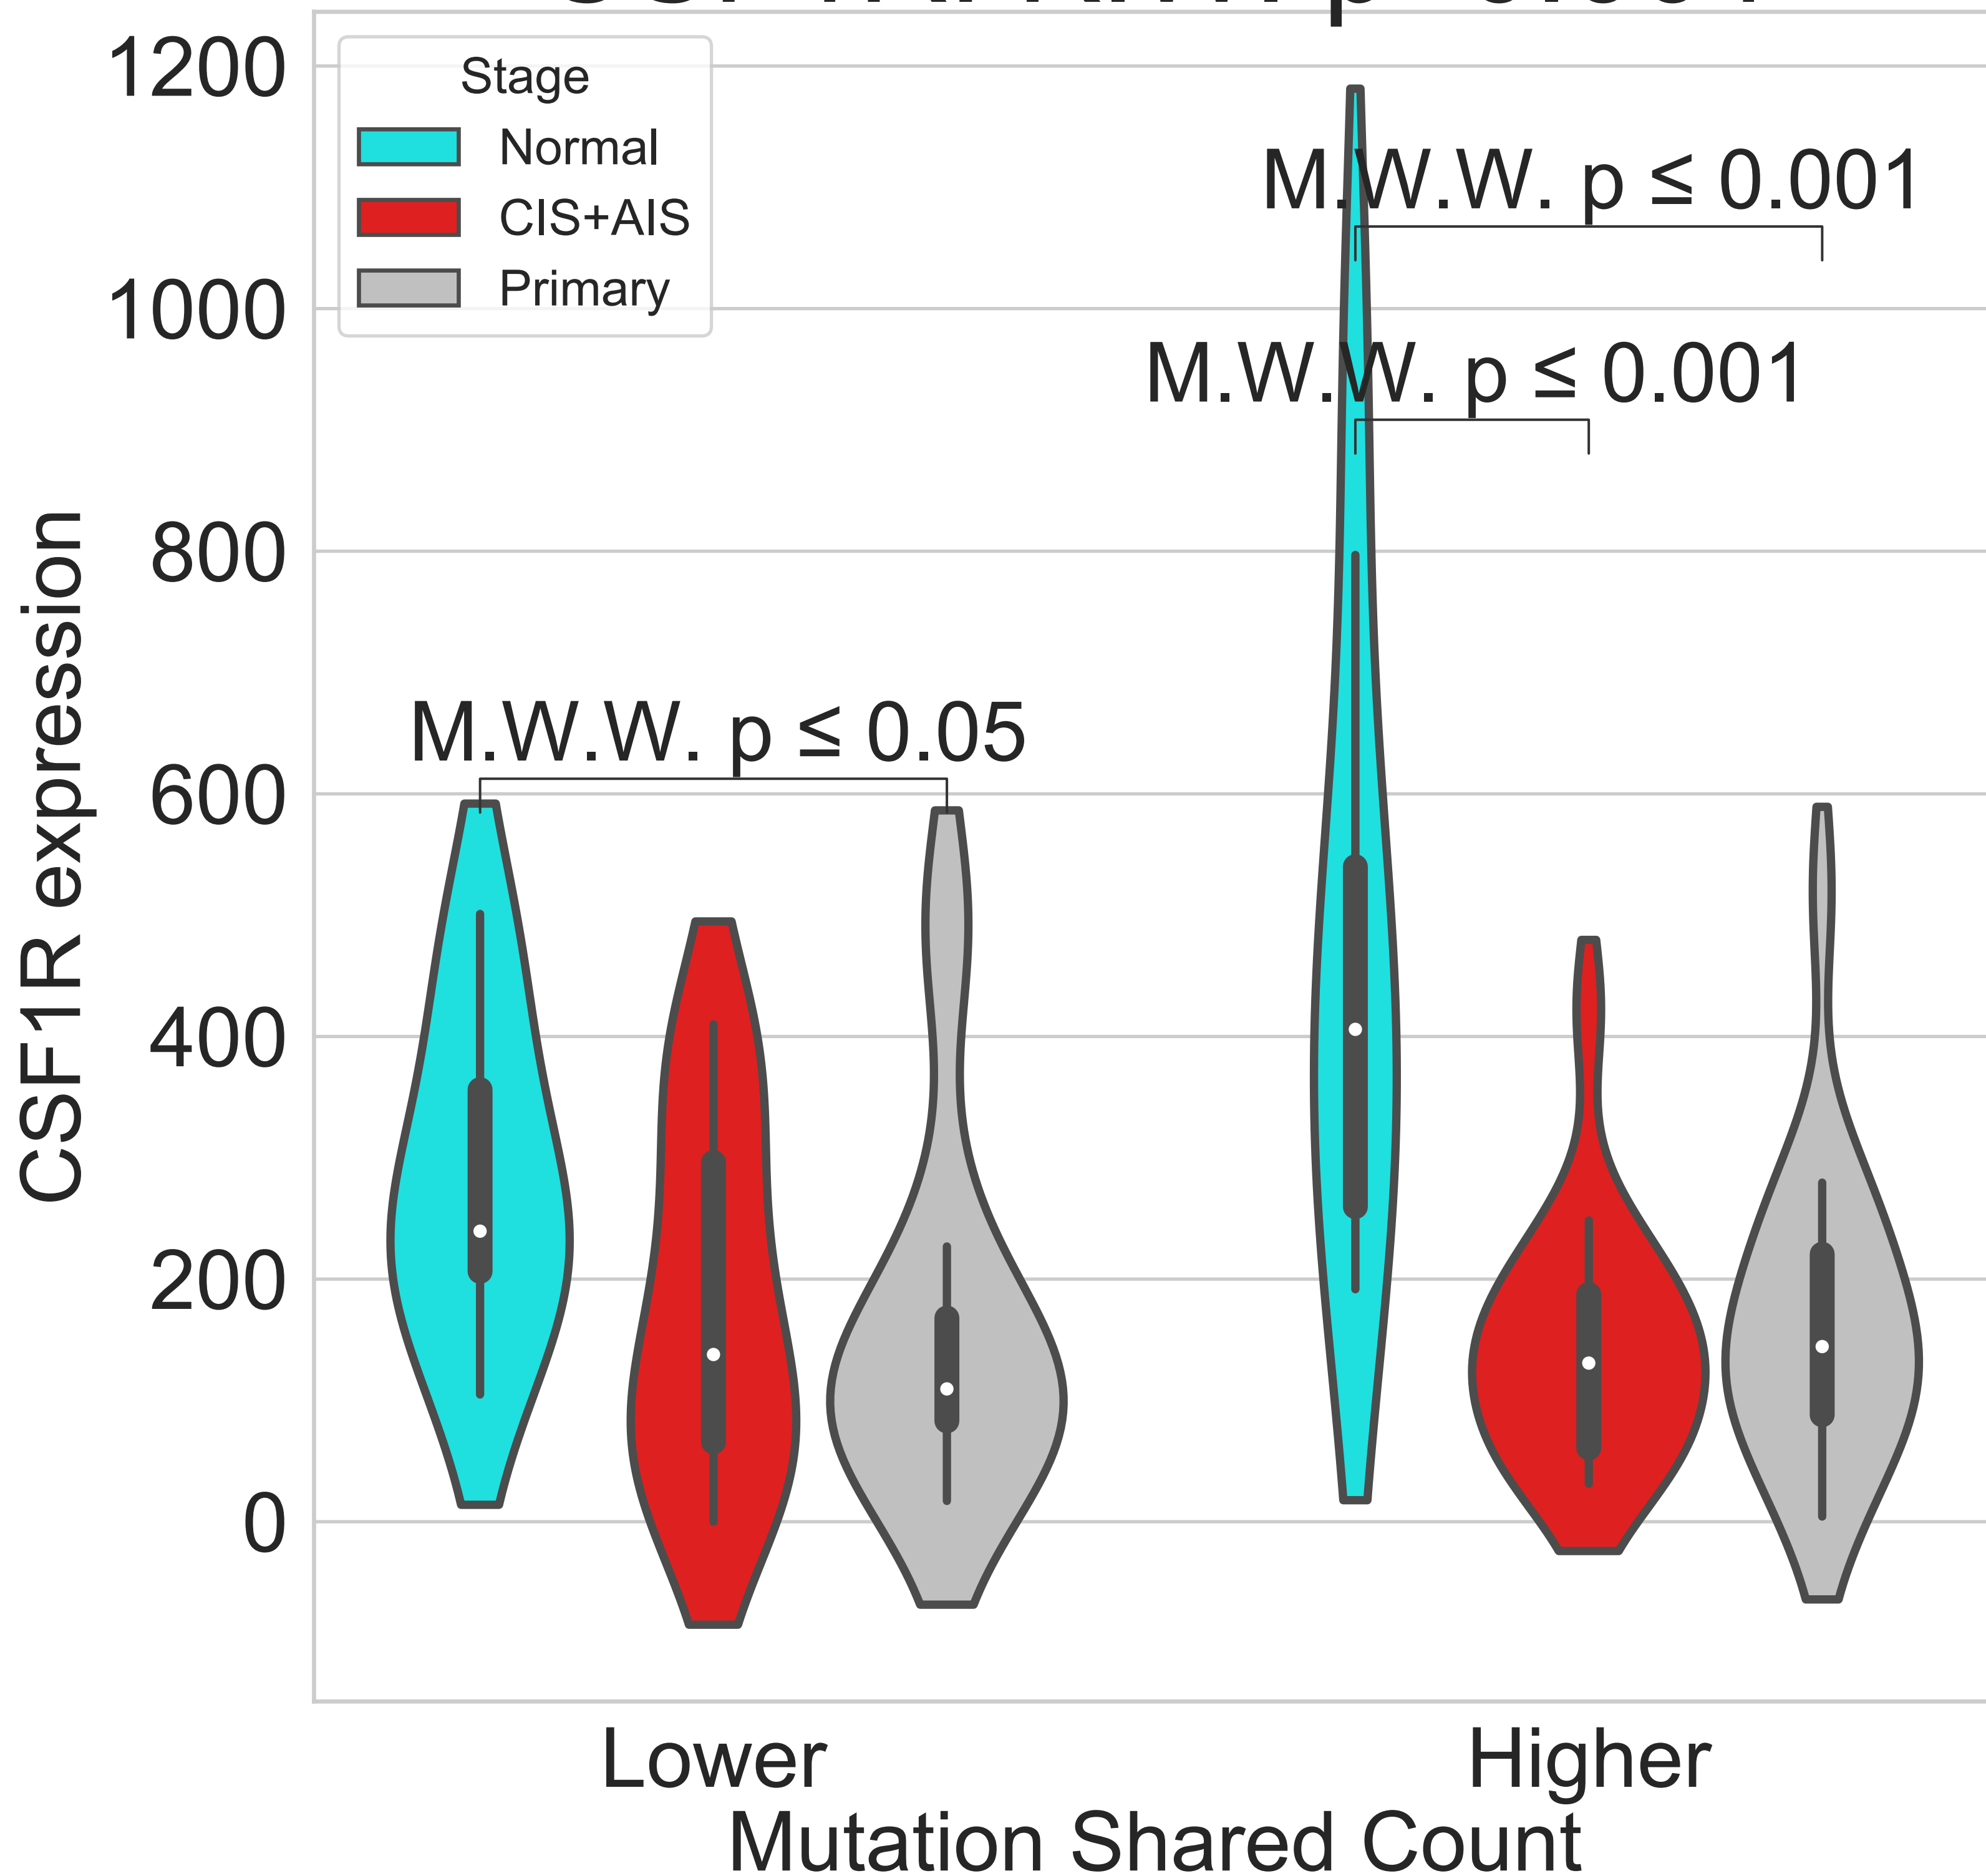 1200
Stage
Normal
CIS+AIS
Primary
M.W.W. p ≤ 0.001
1000
M.W.W. p ≤ 0.001
800
M.W.W. p ≤ 0.05
600
400
200
0
CSF1R expression
Lower
Higher
Mutation Shared Count